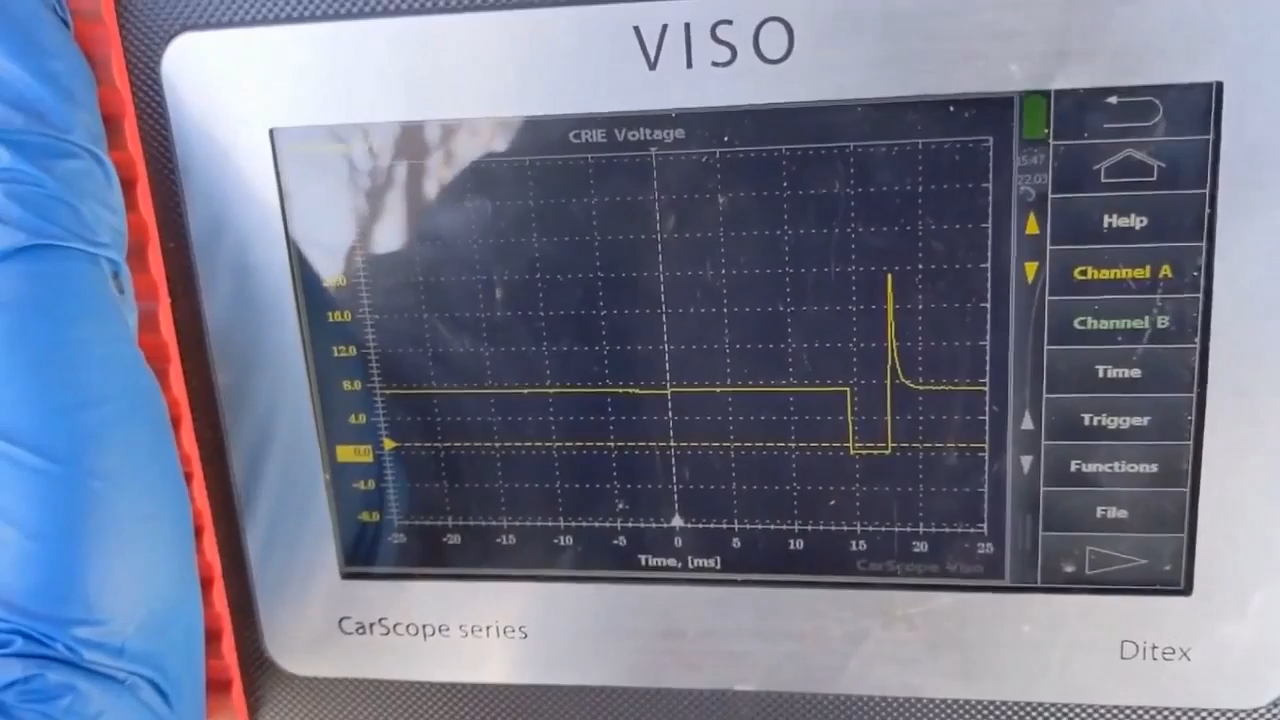 VISO
CRIE Voltage
15:47
22.03
Help
Channel A
Channel B
Time
Trigger
Functions
File
16.0
12.0
8.0
4.0
0.0
-4.0
-8.0
-25 -20 -15 -10 -5 0 5 10 15 20 25
Time, [ms]
CarScope Viso
CarScope series
Ditex